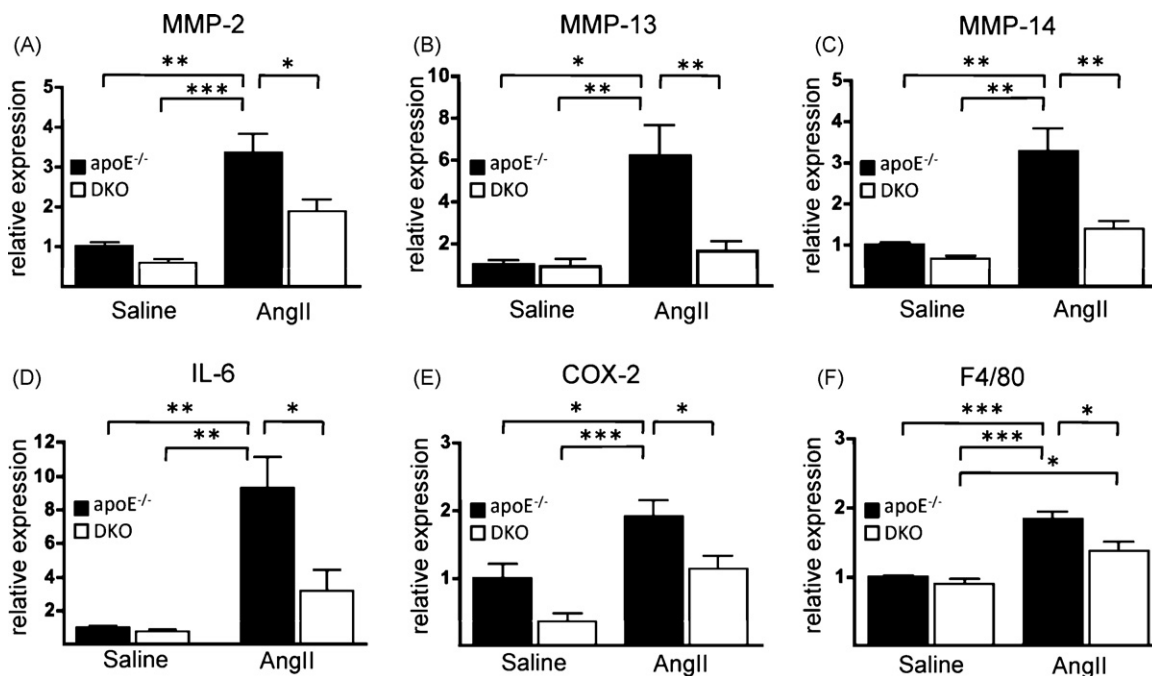 (A) MMP-2
** *
***
relative expression
5
4
3
2
1
apoE-/-
DKO
Saline AngII
(B) MMP-13
* **
**
relative expression
10
8
6
4
2
apoE-/-
DKO
Saline AngII
(C) MMP-14
** **
**
relative expression
5
4
3
2
1
apoE-/-
DKO
Saline AngII
(D) IL-6
** *
**
relative expression
12
10
8
6
4
2
apoE-/-
DKO
Saline AngII
(E) COX-2
* *
***
relative expression
3
2
1
apoE-/-
DKO
Saline AngII
(F) F4/80
*** *
***
*
relative expression
3
2
1
apoE-/-
DKO
Saline AngII